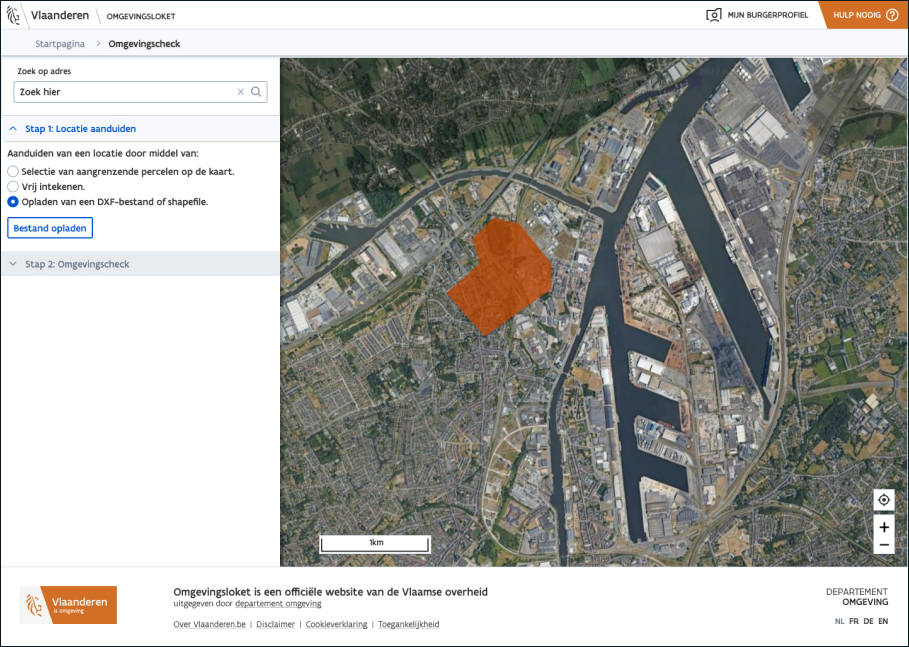 Vlaanderen
OMGEVINGSLOKET
MIJN BURGERPROFIEL
HULP NODIG ?
Startpagina > Omgevingscheck
Zoek op adres
Zoek hier
Stap 1: Locatie aanduiden
Aanduiden van een locatie door middel van:
Selectie van aangrenzende percelen op de kaart.
Vrij intekenen.
Opladen van een DXF-bestand of shapefile.
Bestand opladen
Stap 2: Omgevingscheck
1km
+
−
Vlaanderen
is omgeving
Omgevingsloket is een officiële website van de Vlaamse overheid
uitgegeven door departement omgeving
Over Vlaanderen.be | Disclaimer | Cookieverklaring | Toegankelijkheid
DEPARTEMENT
OMGEVING
NL FR DE EN